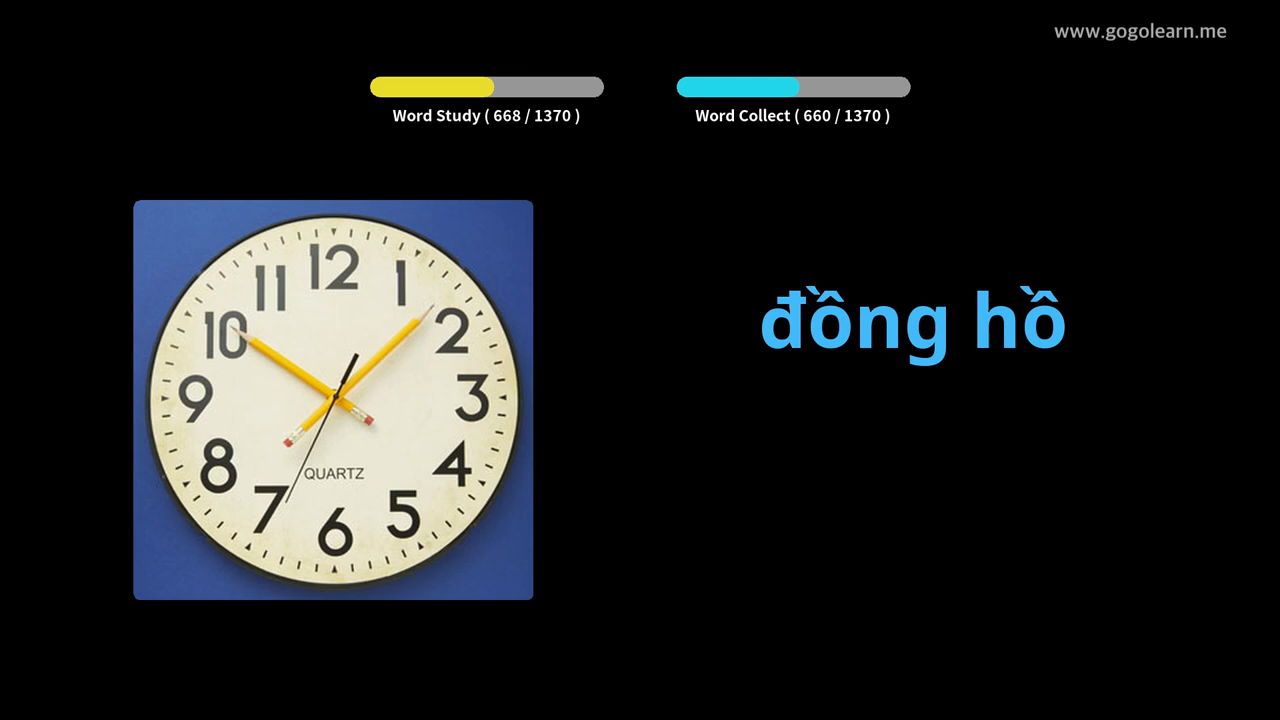 www.gogolearn.me
Word Study ( 668 / 1370 )
Word Collect ( 660 / 1370 )
12
11
1
10
2
9
3
8
4
7
5
6
QUARTZ
đồng hồ